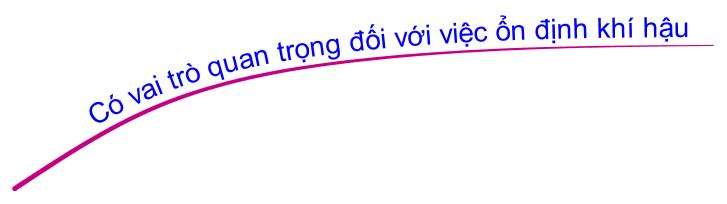 Có vai trò quan trọng đối với việc ổn định khí hậu